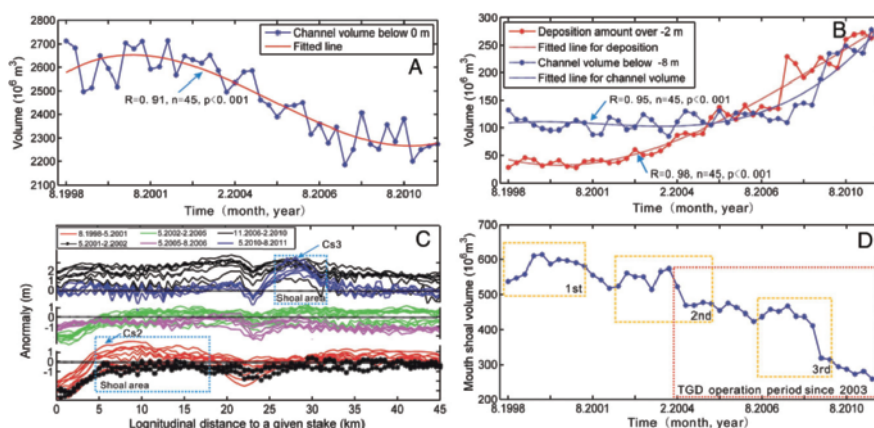 A
Channel volume below 0 m
Fitted line
R=0. 91, n=45, p<0.001
Volume (10⁶ m³)
2800
2700
2600
2500
2400
2300
2200
2100
8.1998 8.2001 2.2004 8.2006 8.2010
Time (month, year)
B
Deposition amount over -2 m
Fitted line for deposition
Channel volume below -8 m
Fitted line for channel volume
R=0. 95, n=45, p<0.001
R=0. 98, n=45, p<0.001
Volume (10⁶ m³)
300
250
200
150
100
50
0
8.1998 8.2001 2.2004 8.2006 8.2010
Time (month, year)
C
8.1998-5.2001 5.2002-2.2005 11.2006-2.2010
5.2001-2.2002 5.2005-8.2006 5.2010-8.2011
Cs3
Shoal area
Cs2
Shoal area
Anormaly (m)
2
1
0
1
0
-1
1
0
-1
0 5 10 15 20 25 30 35 40 45
Lognitudinal distance to a given stake (km)
D
1st
2nd
3rd
TGD operation period since 2003
Mouth shoal volume (10⁶ m³)
700
600
500
400
300
200
8.1998 8.2001 2.2004 8.2006 8.2010
Time (month, year)